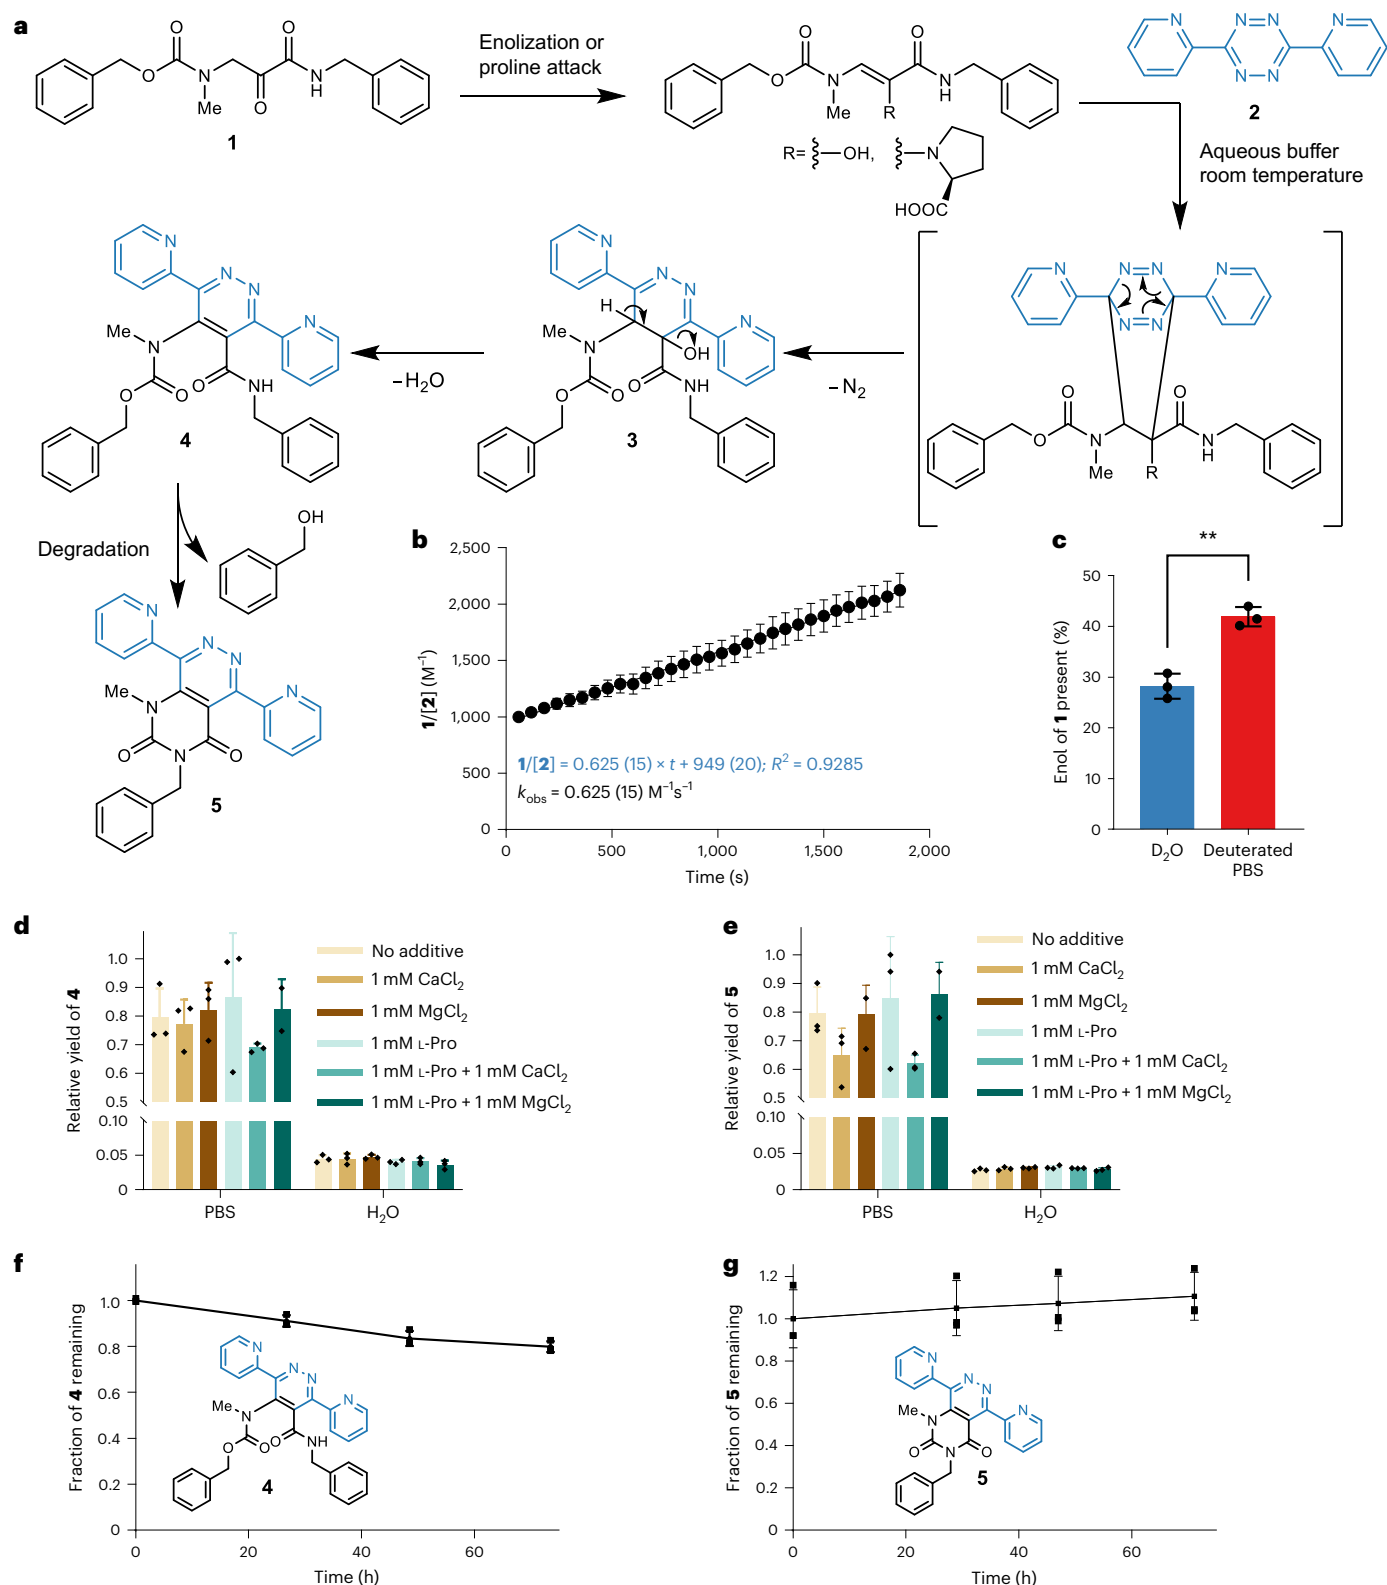 a
O
O
O
N
N
H
Me
O
1
Enolization or
proline attack
O
O
O
N
N
H
Me
R
R= OH,
N
HOOC
N
N N
N N
N
2
Aqueous buffer
room temperature
N
N N
N N
N
O
O
O
N
N
H
Me
R
–N₂
N
N
N
N
H
OH
Me
N
O
O
O
NH
3
–H₂O
N
N
N
N
Me
N
O
O
O
NH
4
Degradation
OH
N
N
N
N
Me
N
O
N
O
5
b
1/[2] (M⁻¹)
2,500
2,000
1,500
1,000
500
0
1/[2] = 0.625 (15) × t + 949 (20); R² = 0.9285
k_obs = 0.625 (15) M⁻¹s⁻¹
0 500 1,000 1,500 2,000
Time (s)
c
**
Enol of 1 present (%)
50
40
30
20
10
0
D₂O
Deuterated
PBS
d
Relative yield of 4
1.0
0.9
0.8
0.7
0.6
0.5
0.10
0.05
0
PBS H₂O
No additive
1 mM CaCl₂
1 mM MgCl₂
1 mM L-Pro
1 mM L-Pro + 1 mM CaCl₂
1 mM L-Pro + 1 mM MgCl₂
e
Relative yield of 5
1.0
0.9
0.8
0.7
0.6
0.5
0.10
0.05
0
PBS H₂O
No additive
1 mM CaCl₂
1 mM MgCl₂
1 mM L-Pro
1 mM L-Pro + 1 mM CaCl₂
1 mM L-Pro + 1 mM MgCl₂
f
Fraction of 4 remaining
1.0
0.8
0.6
0.4
0.2
0
N
N
N
N
Me
N
O
O
O
NH
4
0 20 40 60
Time (h)
g
Fraction of 5 remaining
1.2
1.0
0.8
0.6
0.4
0.2
0
N
N
N
N
Me
N
O
N
O
5
0 20 40 60
Time (h)